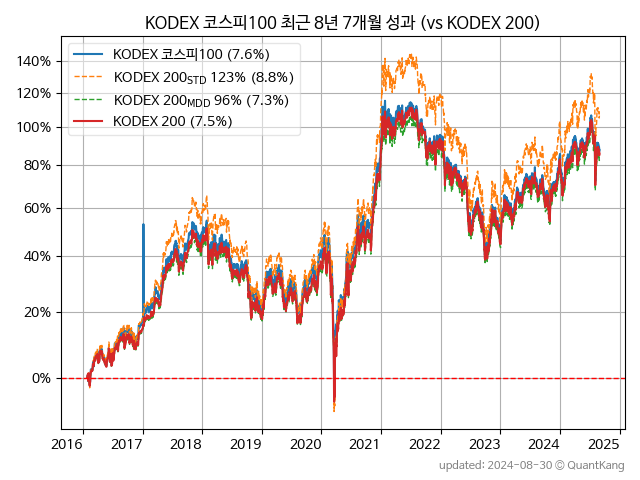 KODEX 코스피100 최근 8년 7개월 성과 (vs KODEX 200)
KODEX 코스피100 (7.6%)
KODEX 200STD 123% (8.8%)
KODEX 200MDD 96% (7.3%)
KODEX 200 (7.5%)
140%
120%
100%
80%
60%
40%
20%
0%
2016 2017 2018 2019 2020 2021 2022 2023 2024 2025
updated: 2024-08-30 © QuantKang